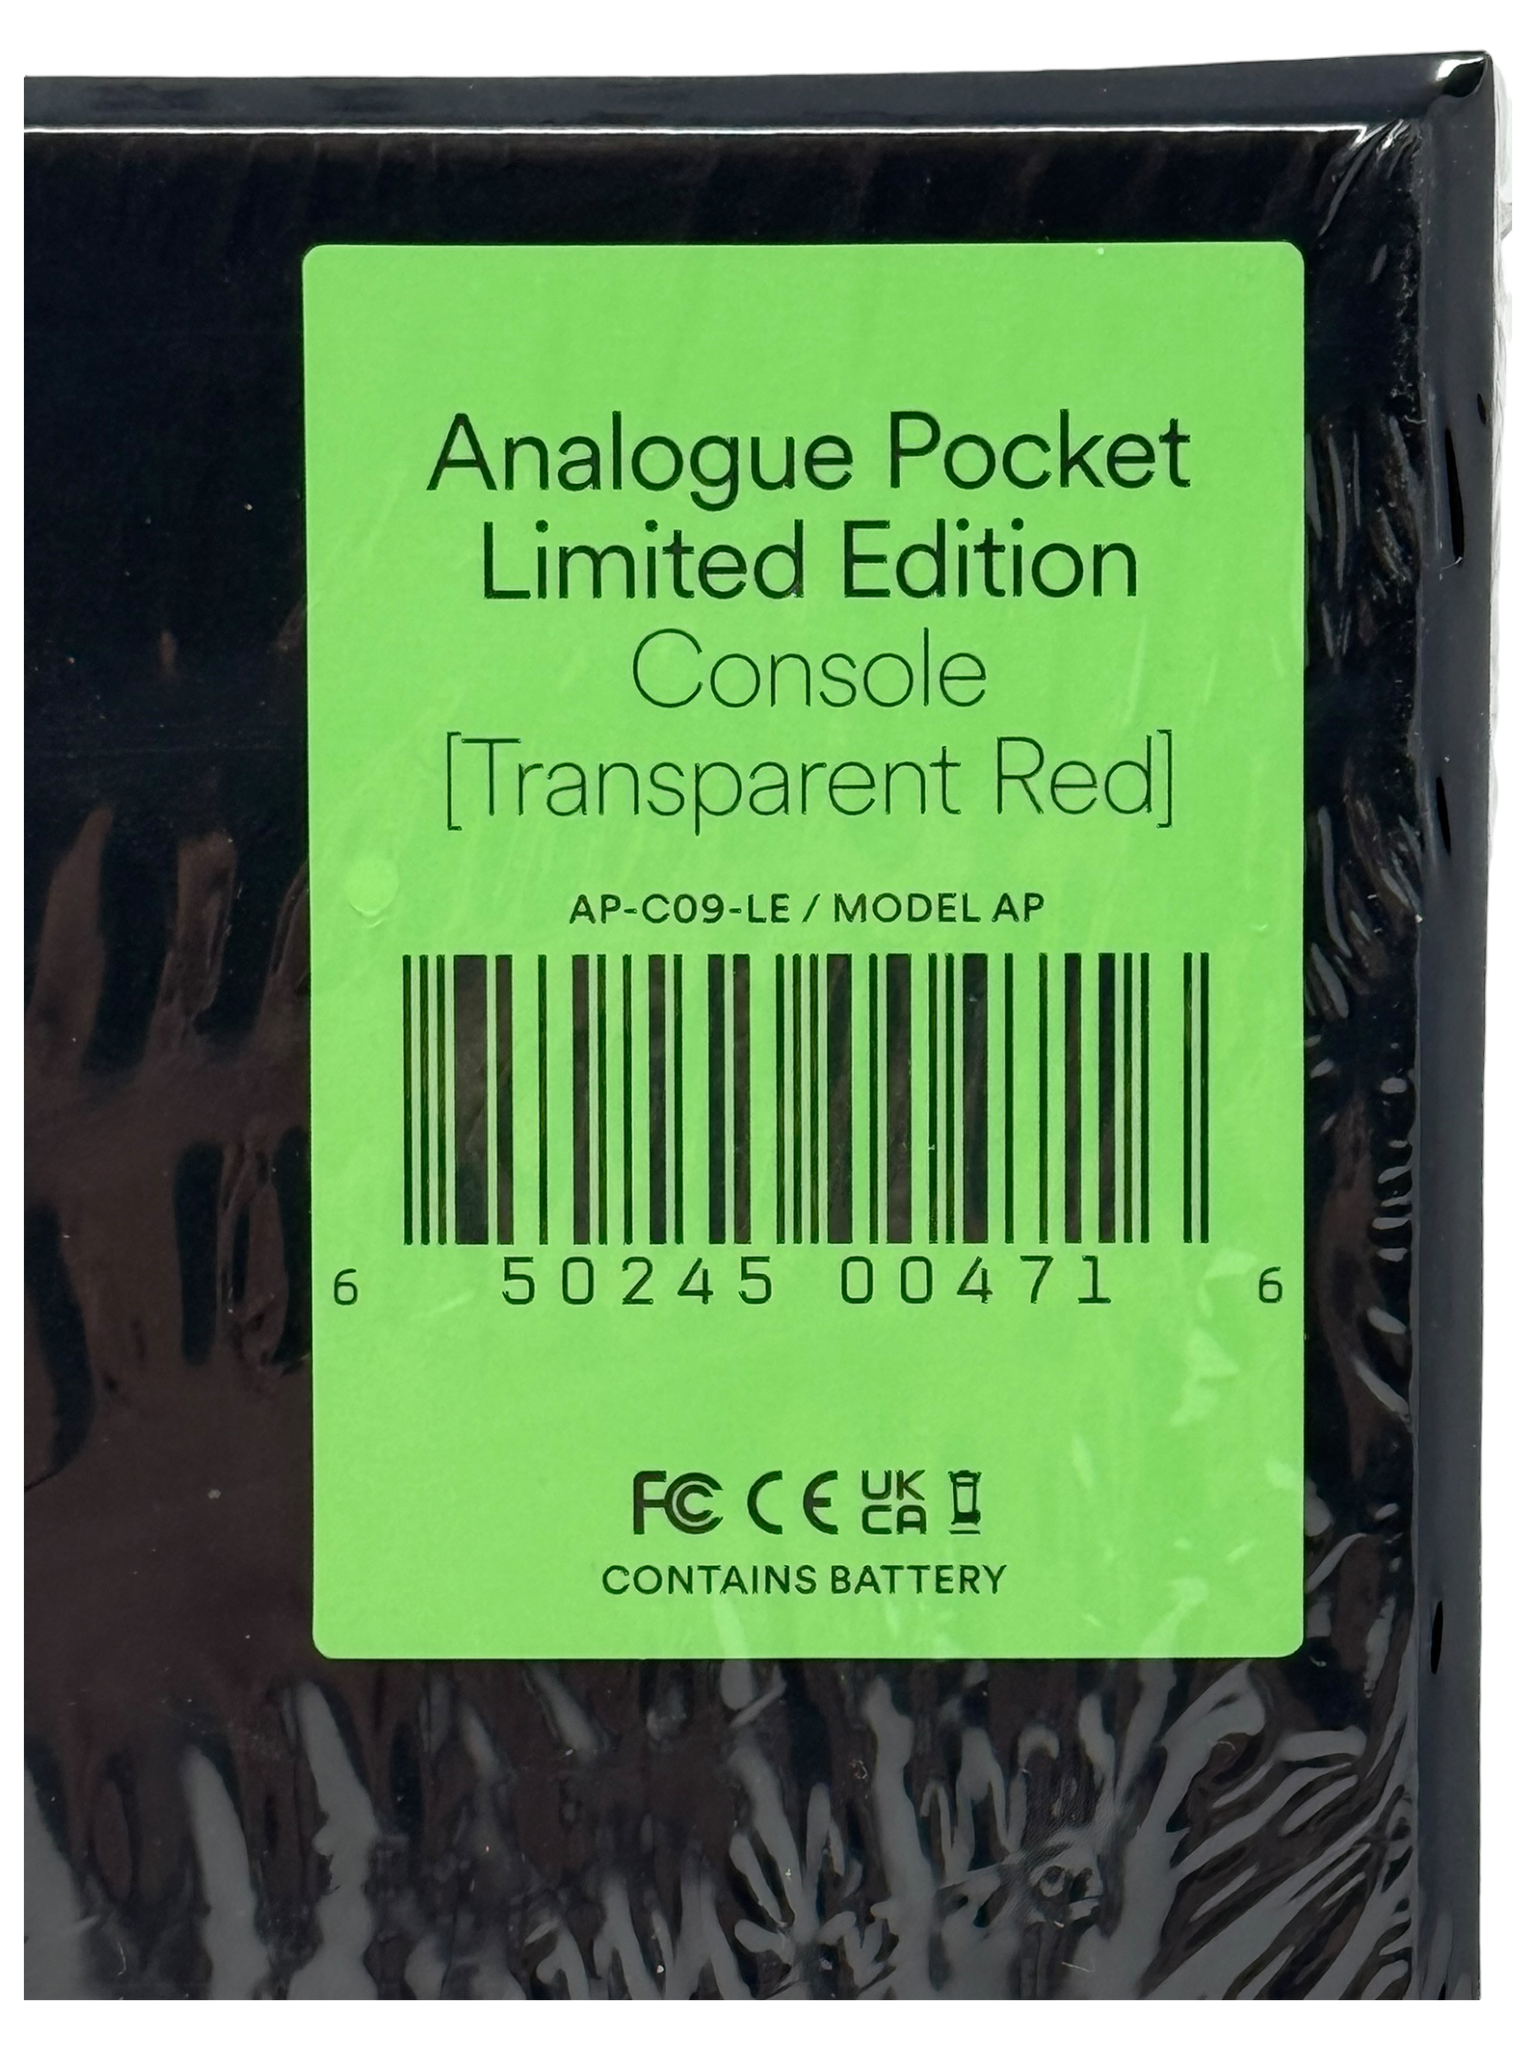 Analogue Pocket
Limited Edition
Console
[Transparent Red]
AP-C09-LE / MODEL AP
6 50245 00471 6
FC CE UK
CA
CONTAINS BATTERY